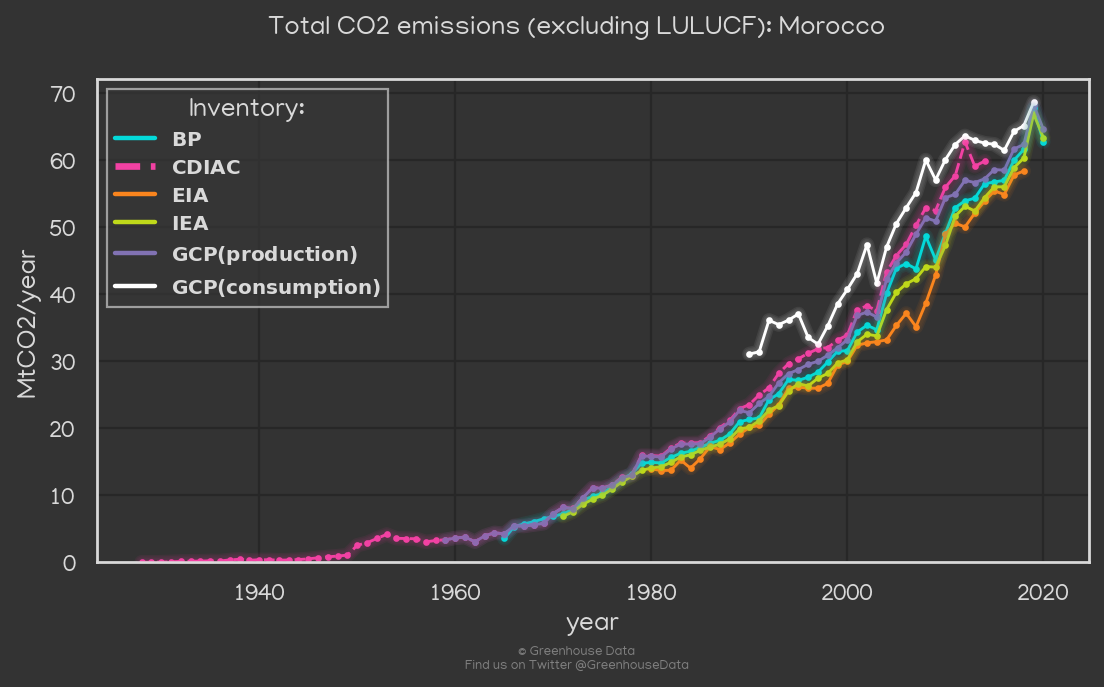 Total CO2 emissions (excluding LULUCF): Morocco
MtCO2/year
70
60
50
40
30
20
10
0
Inventory:
BP
CDIAC
EIA
IEA
GCP(production)
GCP(consumption)
1940
1960
1980
2000
2020
year
© Greenhouse Data
Find us on Twitter @GreenhouseData